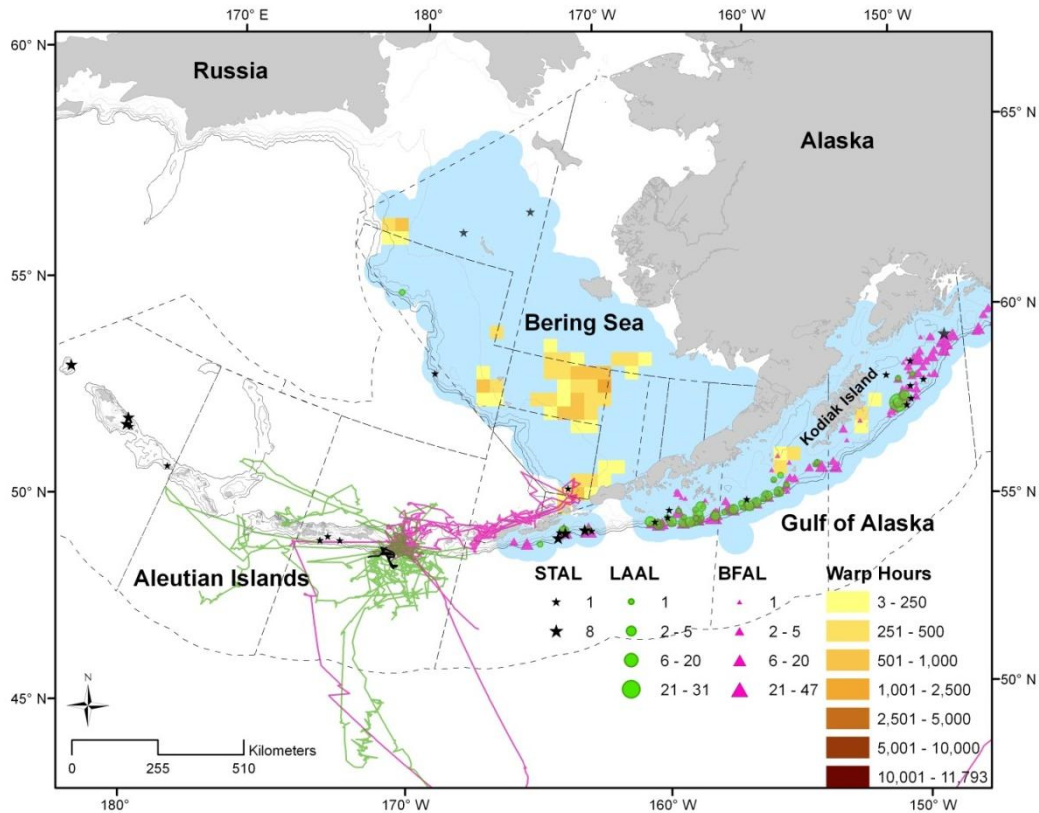 170° E 180° 170° W 160° W 150° W
60° N
65° N
Russia
Alaska
55° N
60° N
Bering Sea
Kodiak Island
50° N
55° N
Gulf of Alaska
Aleutian Islands
STAL LAAL BFAL Warp Hours
1 1 1 3 - 250
8 2 - 5 2 - 5 251 - 500
6 - 20 6 - 20 501 - 1,000
21 - 31 21 - 47 1,001 - 2,500
2,501 - 5,000
5,001 - 10,000
10,001 - 11,793
45° N
50° N
N
Kilometers
0 255 510
180° 170° W 160° W 150° W